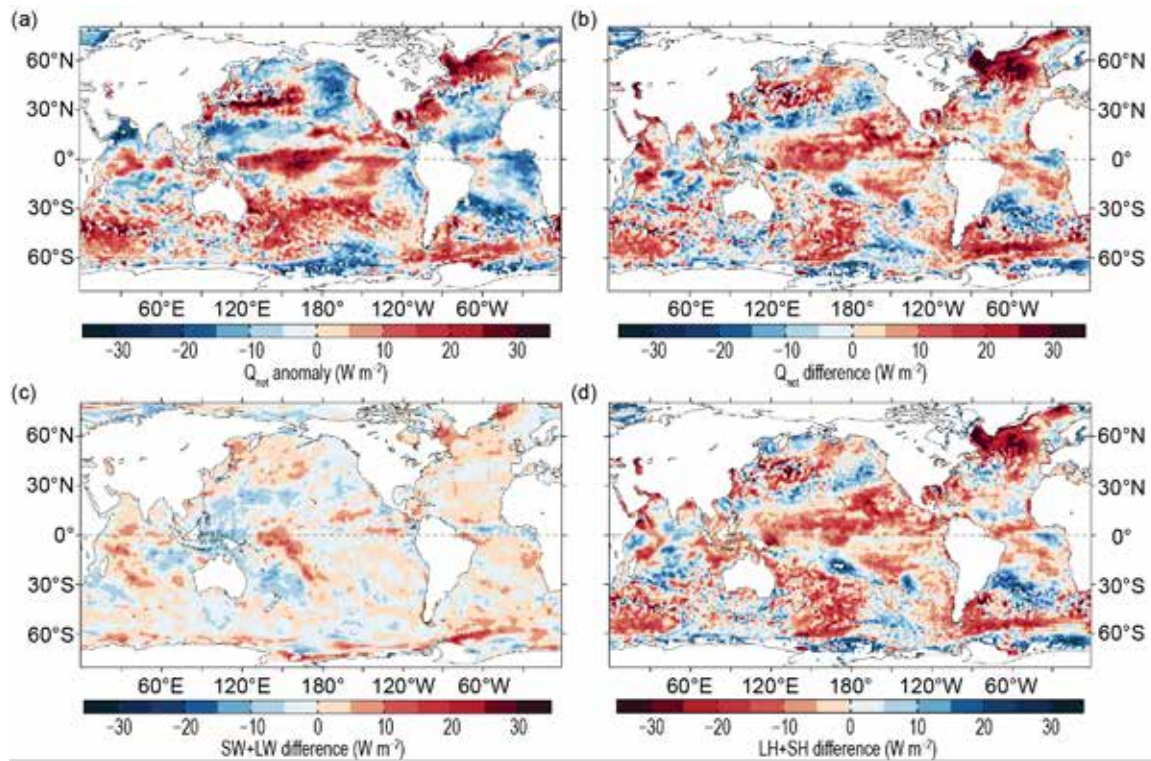 (a)
(b)
60°N
30°N
0°
30°S
60°S
60°N
30°N
0°
30°S
60°S
60°E 120°E 180° 120°W 60°W
60°E 120°E 180° 120°W 60°W
−30 −20 −10 0 10 20 30
−30 −20 −10 0 10 20 30
Qnet anomaly (W m−2)
Qnet difference (W m−2)
(c)
(d)
60°N
30°N
0°
30°S
60°S
60°N
30°N
0°
30°S
60°S
60°E 120°E 180° 120°W 60°W
60°E 120°E 180° 120°W 60°W
−30 −20 −10 0 10 20 30
−30 −20 −10 0 10 20 30
SW+LW difference (W m−2)
LH+SH difference (W m−2)